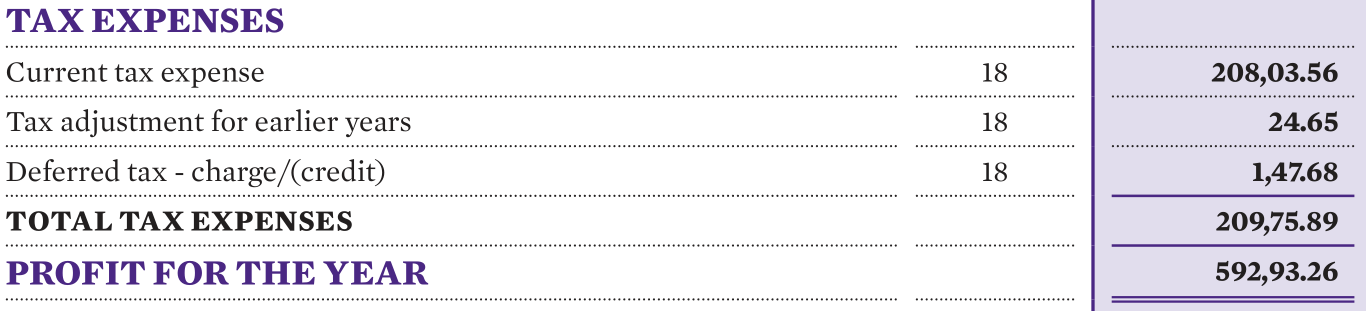 TAX EXPENSES
Current tax expense 18 208,03.56
Tax adjustment for earlier years 18 24.65
Deferred tax - charge/(credit) 18 1,47.68
TOTAL TAX EXPENSES 209,75.89
PROFIT FOR THE YEAR 592,93.26